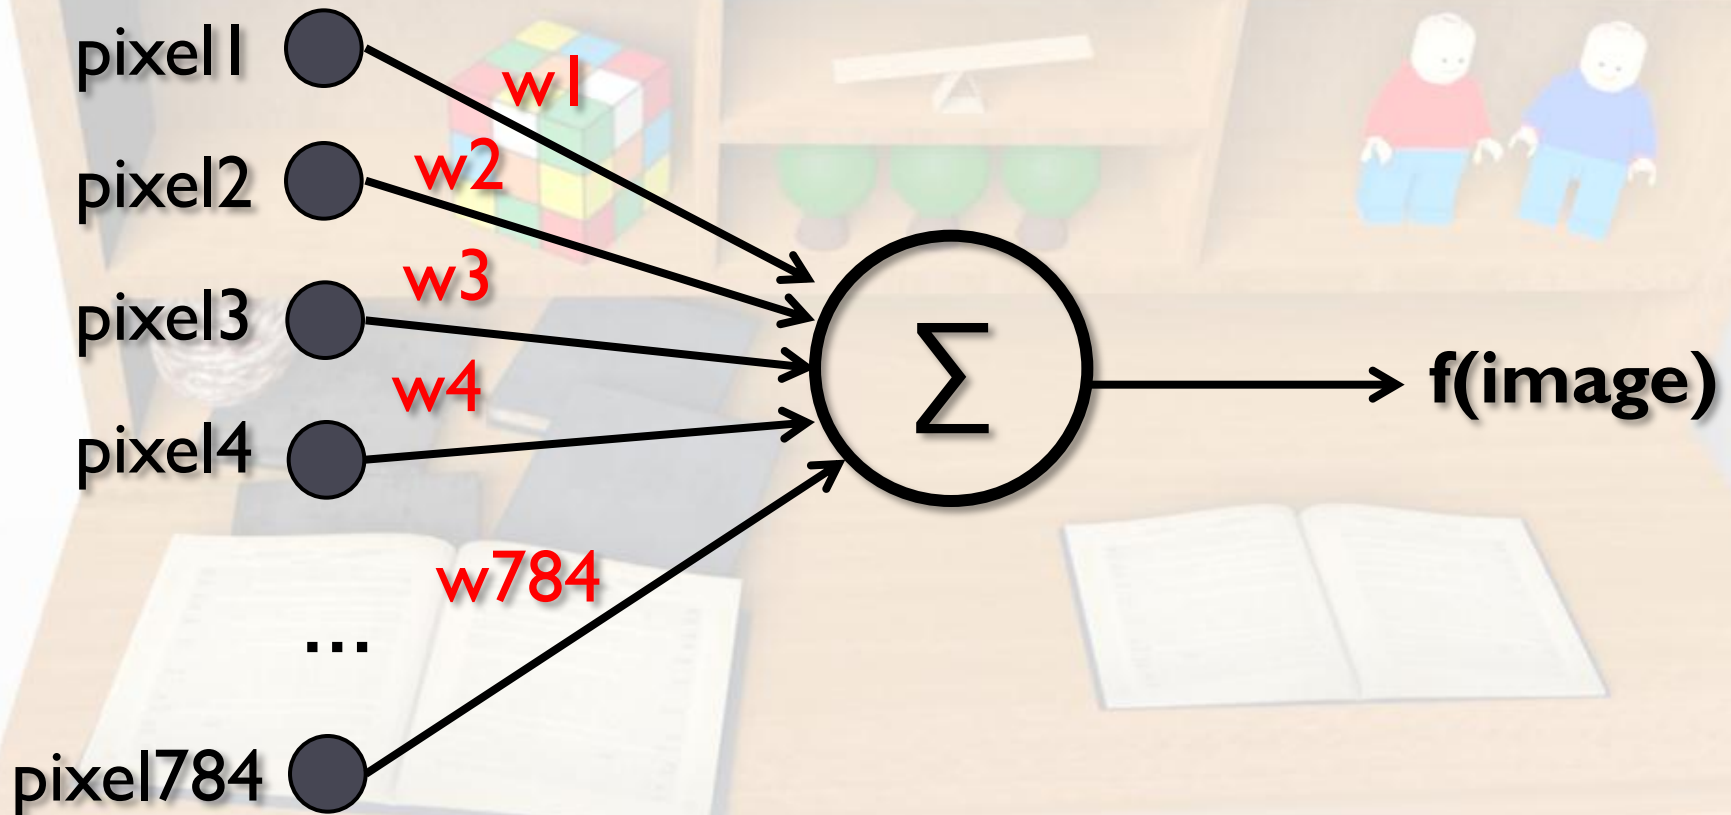 pixel1
w1
pixel2
w2
pixel3
w3
pixel4
w4
∑
f(image)
w784
...
pixel784